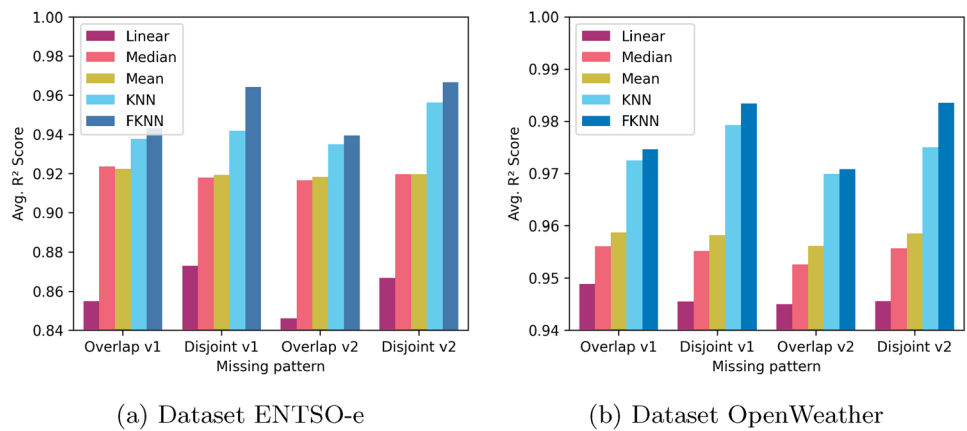 1.00
0.98
0.96
0.94
0.92
0.90
0.88
0.86
0.84
Avg. R² Score
Linear
Median
Mean
KNN
FKNN
Overlap v1 Disjoint v1 Overlap v2 Disjoint v2
Missing pattern
(a) Dataset ENTSO-e
1.00
0.99
0.98
0.97
0.96
0.95
0.94
Avg. R² Score
Linear
Median
Mean
KNN
FKNN
Overlap v1 Disjoint v1 Overlap v2 Disjoint v2
Missing pattern
(b) Dataset OpenWeather